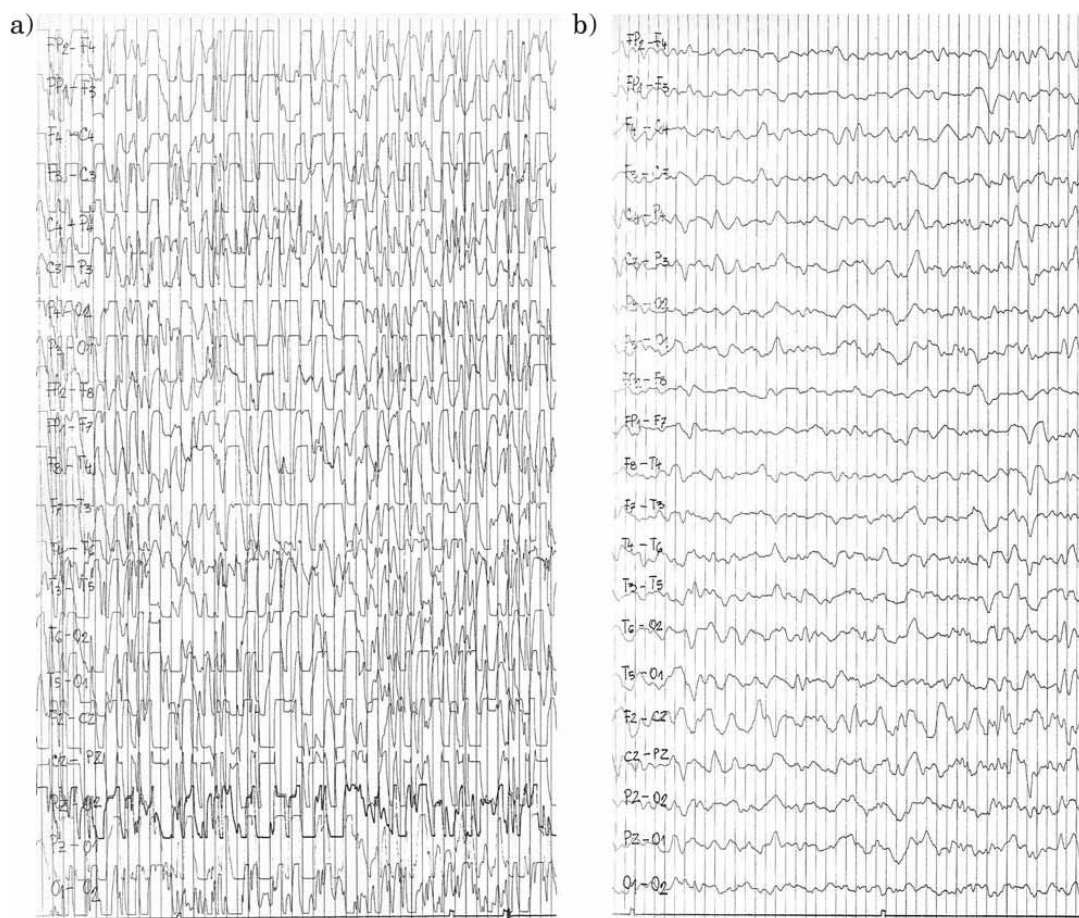 a)
FP2-F4
FP1-F3
F4-C4
F3-C3
C4-P4
C3-P3
P4-O2
P3-O1
FP2-F8
FP1-F7
F8-T4
F7-T3
T4-T6
T3-T5
T6-O2
T5-O1
FZ-CZ
CZ-PZ
PZ-O2
PZ-O1
O1-O2
b)
FP2-F4
FP1-F3
F4-C4
F3-C3
C4-P4
C3-P3
P4-O2
P3-O1
FP2-F8
FP1-F7
F8-T4
F7-T3
T4-T6
T3-T5
T6-O2
T5-O1
FZ-CZ
CZ-PZ
PZ-O2
PZ-O1
O1-O2